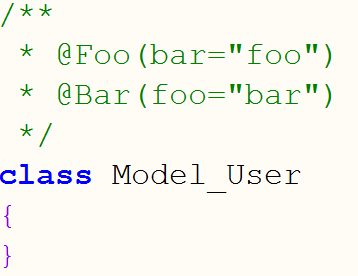 /**
 * @Foo(bar="foo")
 * @Bar(foo="bar")
 */
class Model_User
{
}